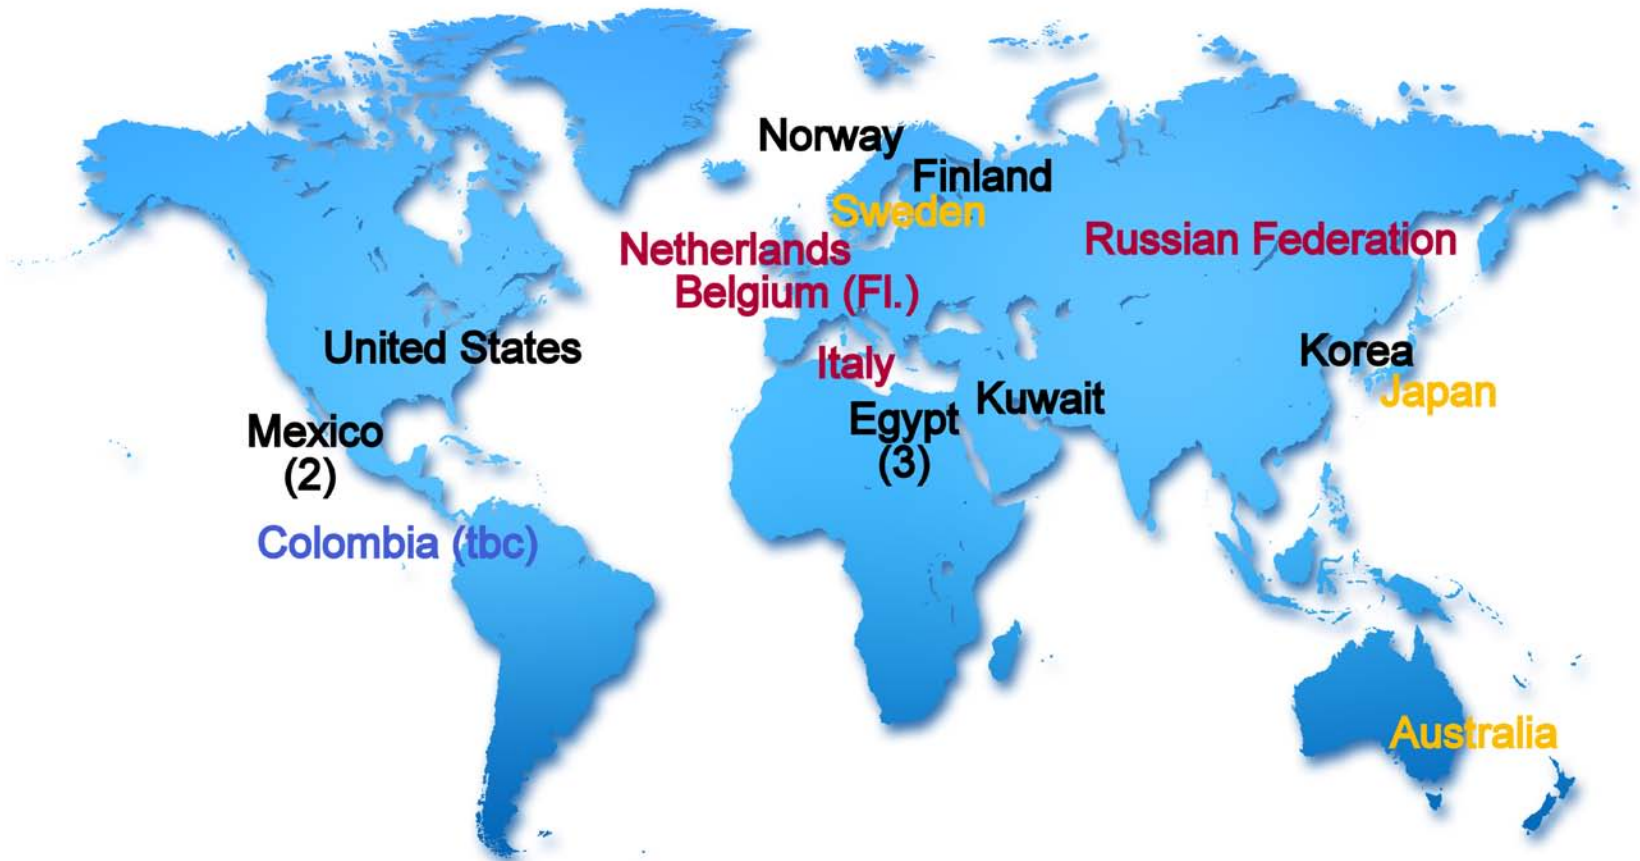 Norway
Finland
Sweden
Netherlands
Russian Federation
Belgium (Fl.)
United States
Korea
Italy
Japan
Kuwait
Egypt
(3)
Mexico
(2)
Colombia (tbc)
Australia